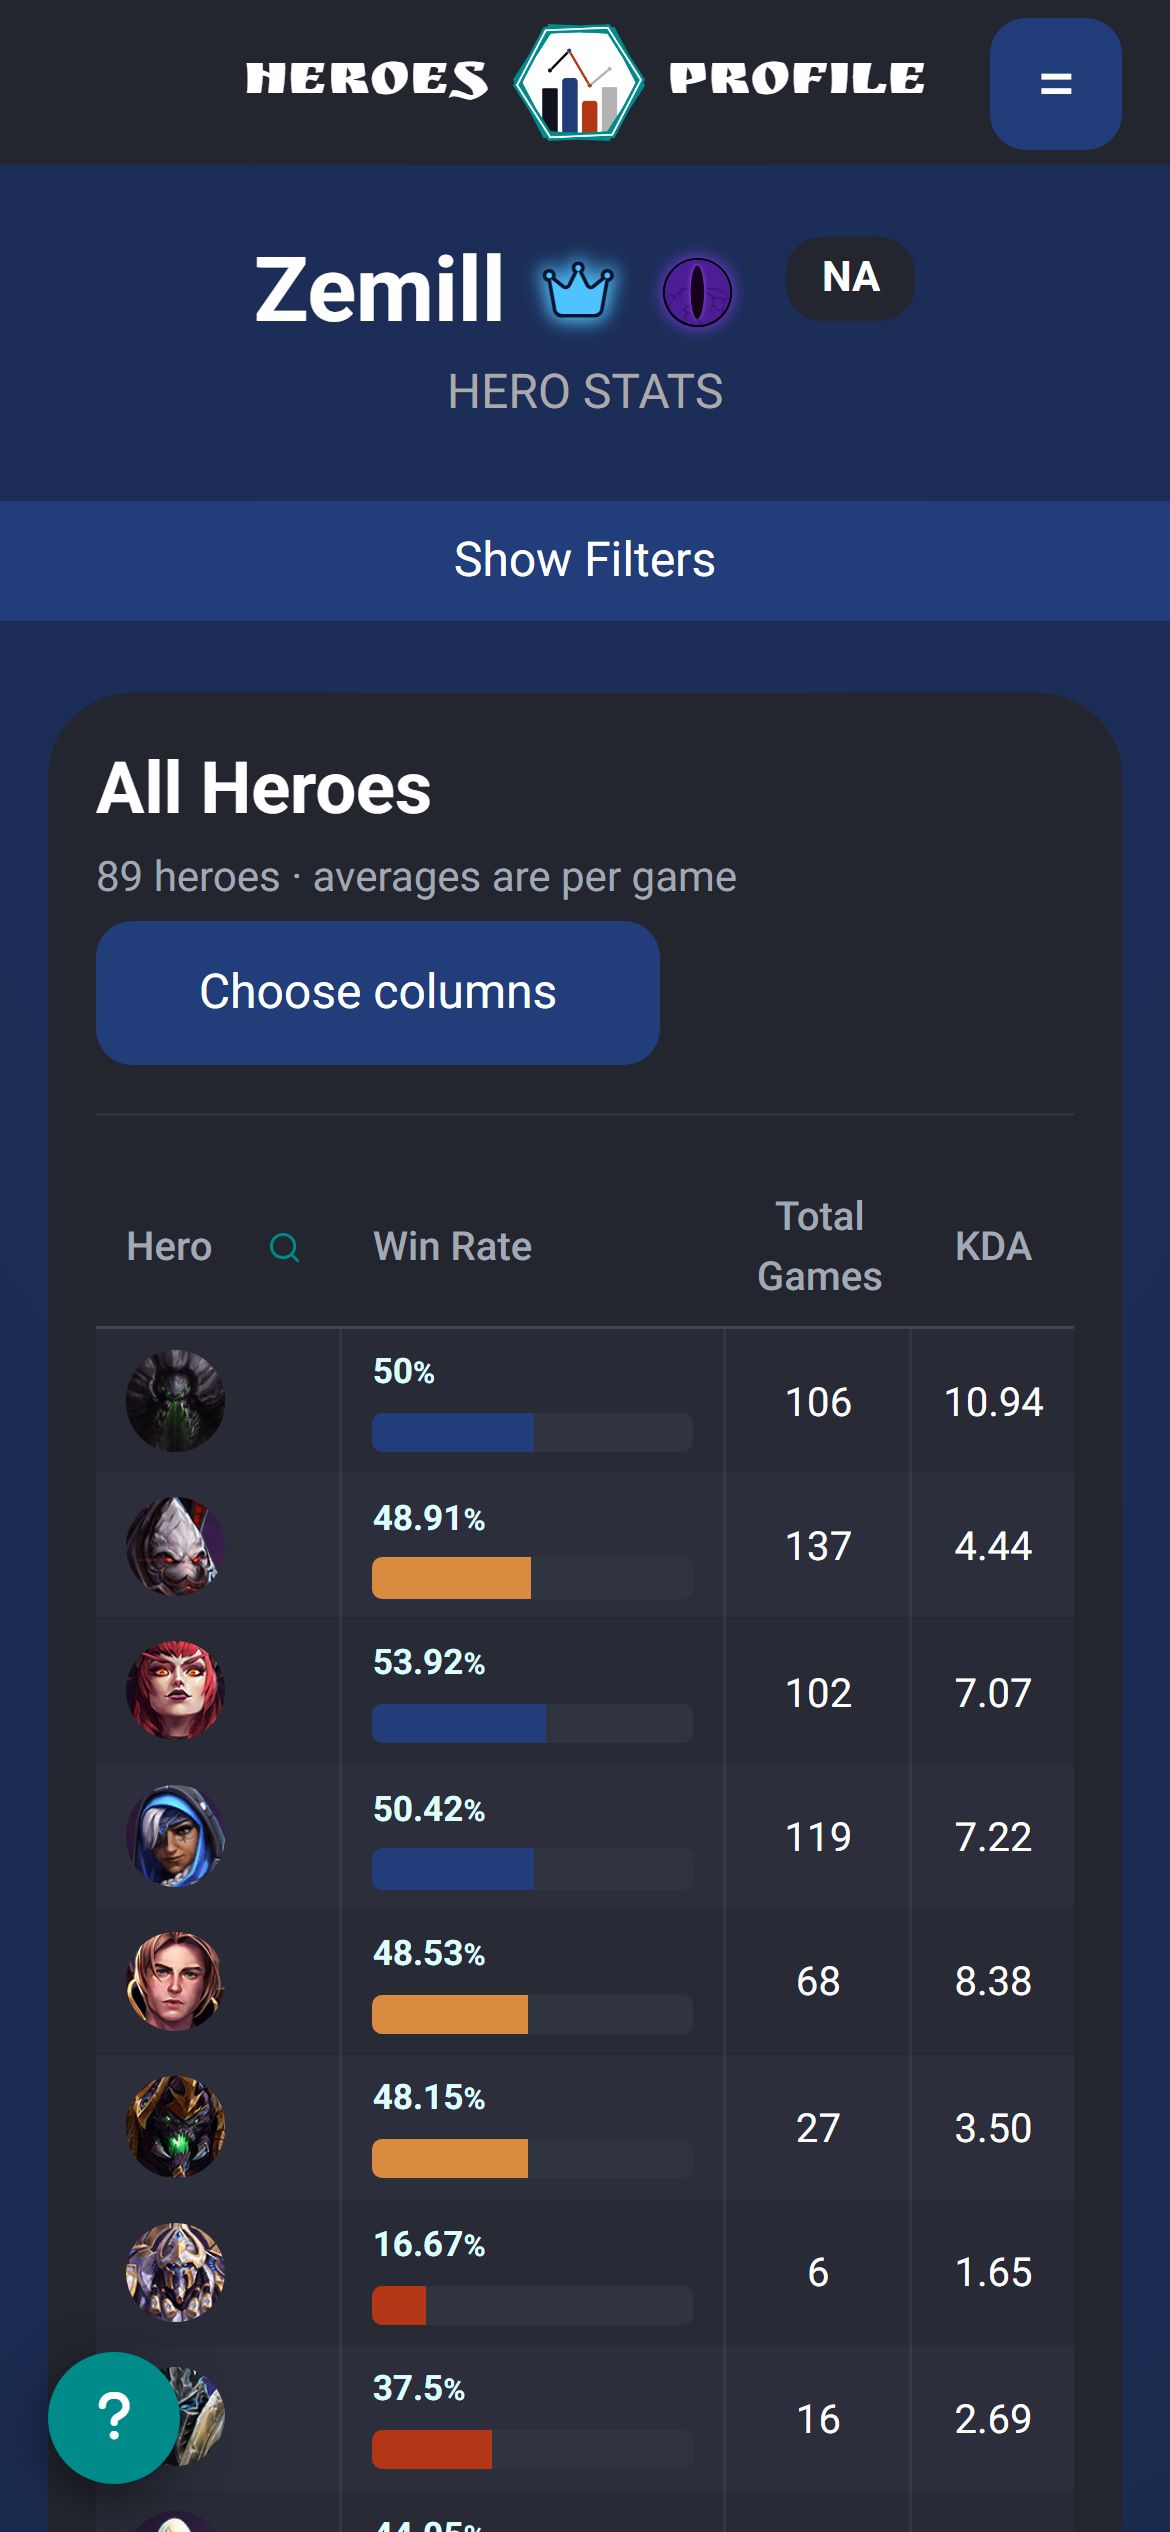 HEROES PROFILE
=
Zemill NA
HERO STATS
Show Filters
All Heroes
89 heroes · averages are per game
Choose columns
Hero Win Rate Total Games KDA
50% 106 10.94
48.91% 137 4.44
53.92% 102 7.07
50.42% 119 7.22
48.53% 68 8.38
48.15% 27 3.50
16.67% 6 1.65
37.5% 16 2.69
?